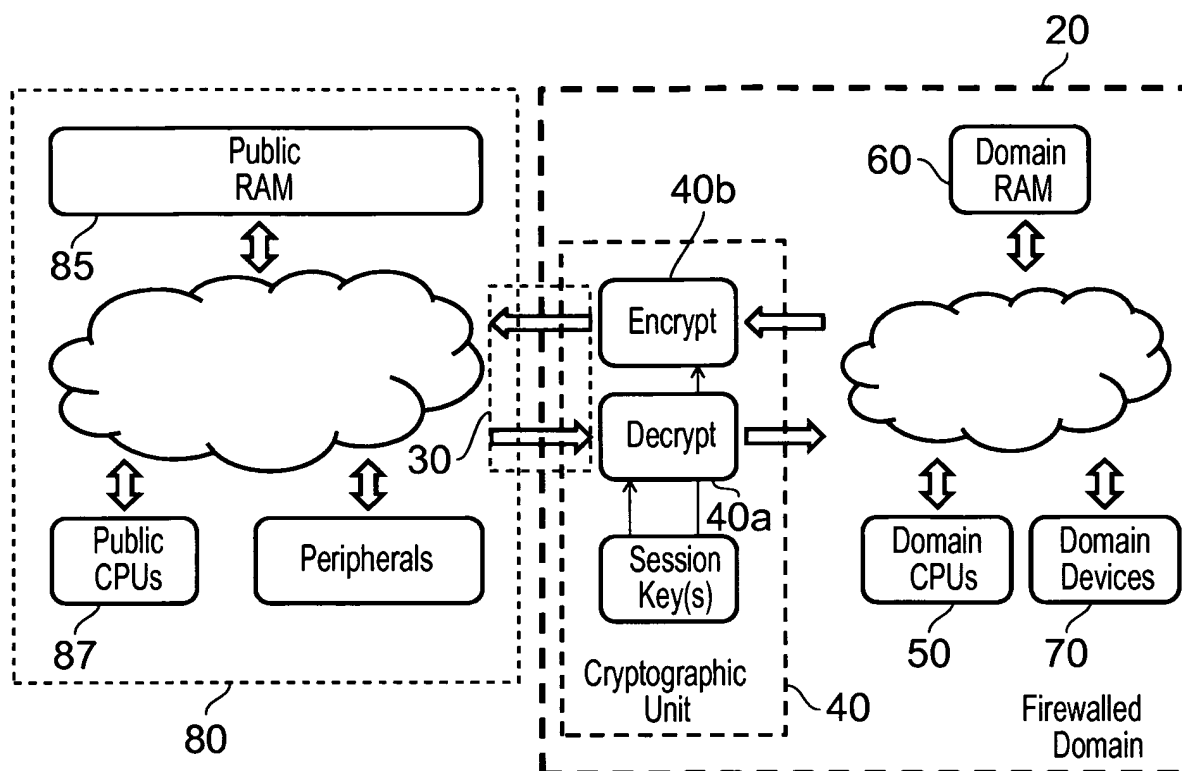 20
Public
RAM
85
60
Domain
RAM
40b
Encrypt
Decrypt
30
40a
Public
CPUs
87
Peripherals
Session
Key(s)
Domain
CPUs
50
Domain
Devices
70
Cryptographic
Unit
40
80
Firewalled
Domain